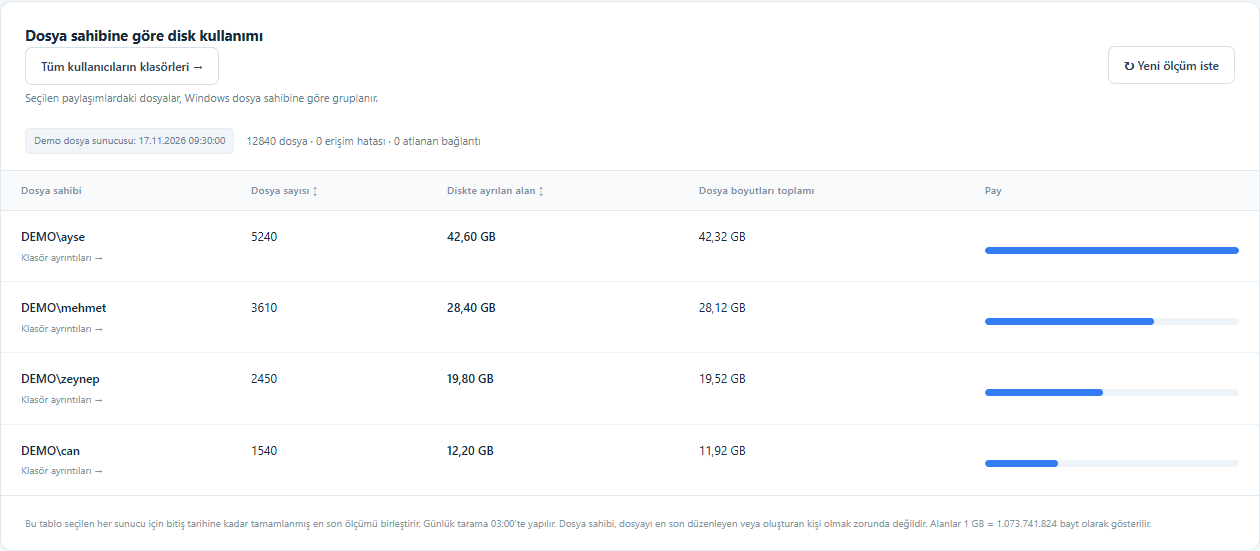 Dosya sahibine göre disk kullanımı
Tüm kullanıcıların klasörleri →
↻ Yeni ölçüm iste
Seçilen paylaşımlardaki dosyalar, Windows dosya sahibine göre gruplanır.
Demo dosya sunucusu: 17.11.2026 09:30:00 12840 dosya · 0 erişim hatası · 0 atlanan bağlantı
Dosya sahibi Dosya sayısı ↕ Diskte ayrılan alan ↕ Dosya boyutları toplamı Pay
DEMO\ayse 5240 42,60 GB 42,32 GB
Klasör ayrıntıları →
DEMO\mehmet 3610 28,40 GB 28,12 GB
Klasör ayrıntıları →
DEMO\zeynep 2450 19,80 GB 19,52 GB
Klasör ayrıntıları →
DEMO\can 1540 12,20 GB 11,92 GB
Klasör ayrıntıları →
Bu tablo seçilen her sunucu için bitiş tarihine kadar tamamlanmış en son ölçümü birleştirir. Günlük tarama 03:00'te yapılır. Dosya sahibi, dosyayı en son düzenleyen veya oluşturan kişi olmak zorunda değildir. Alanlar 1 GB = 1.073.741.824 bayt olarak gösterilir.